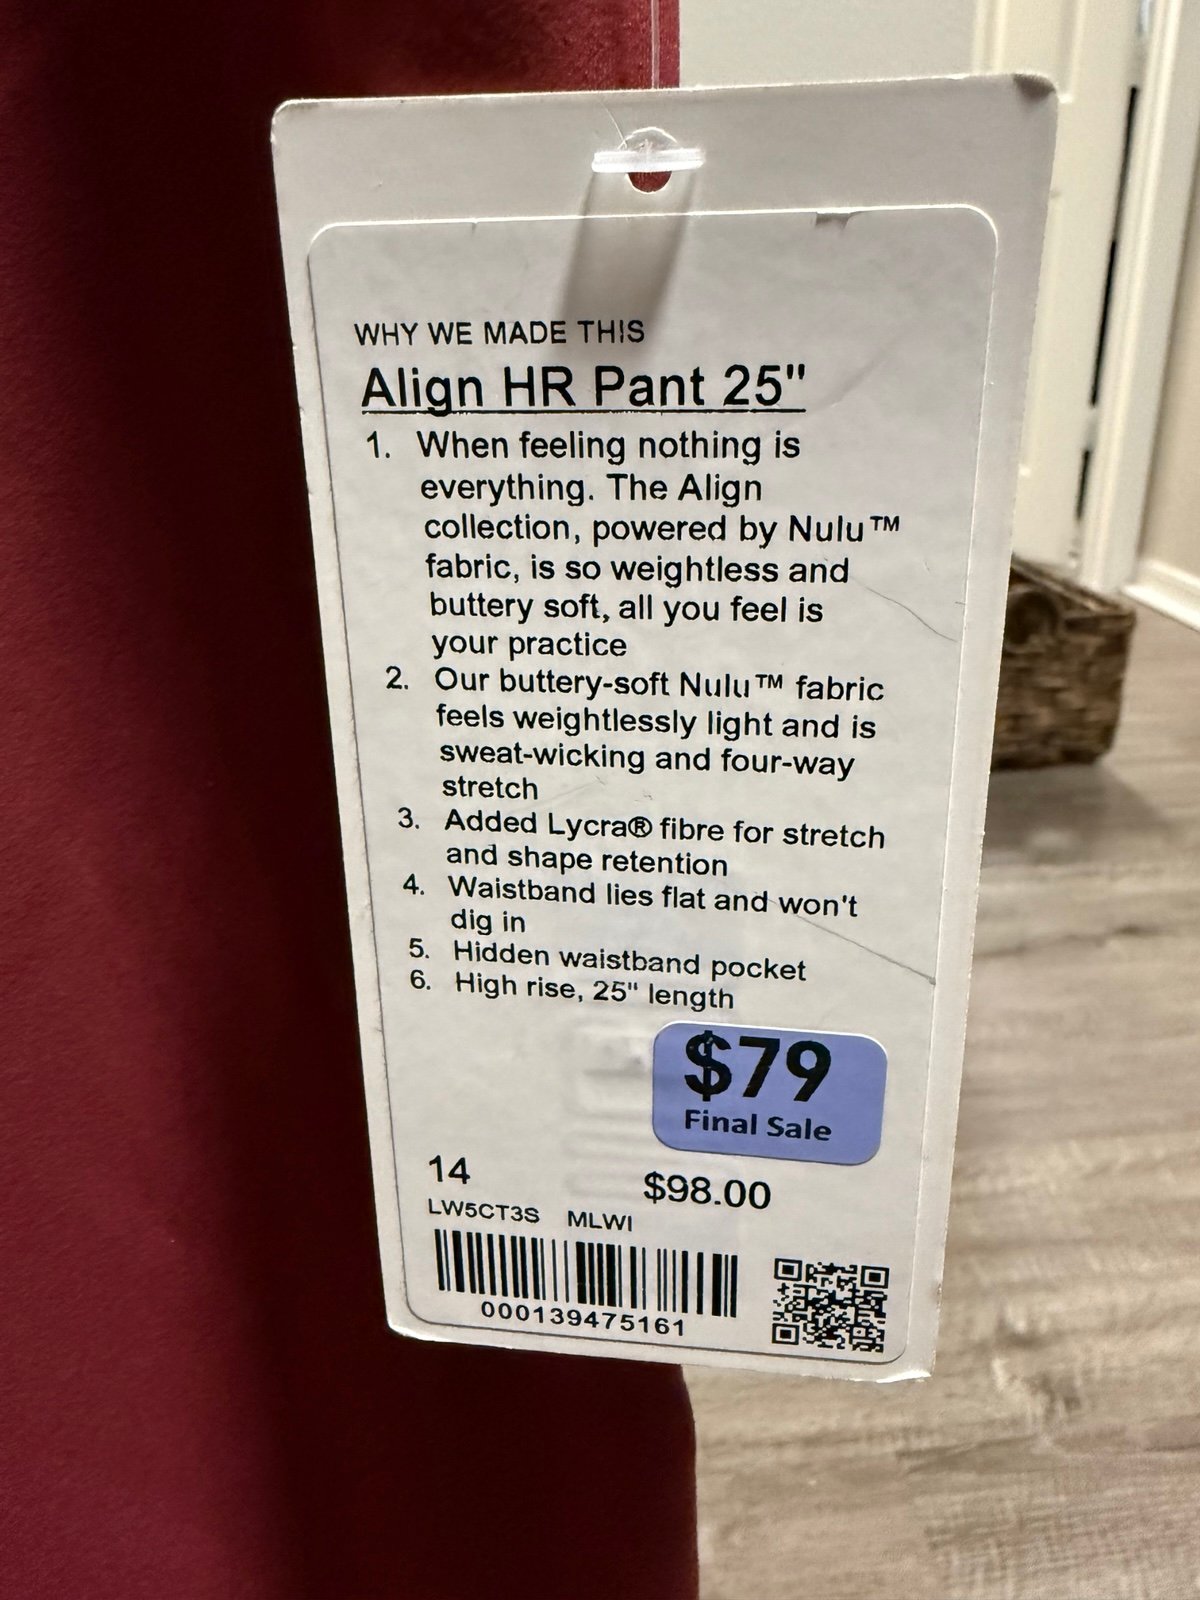 WHY WE MADE THIS
Align HR Pant 25"
1. When feeling nothing is
everything. The Align
collection, powered by Nulu™
fabric, is so weightless and
buttery soft, all you feel is
your practice
2. Our buttery-soft Nulu™ fabric
feels weightlessly light and is
sweat-wicking and four-way
stretch
3. Added Lycra® fibre for stretch
and shape retention
4. Waistband lies flat and won't
dig in
5. Hidden waistband pocket
6. High rise, 25" length
$79
Final Sale
14 $98.00
LW5CT3S MLWI
000139475161